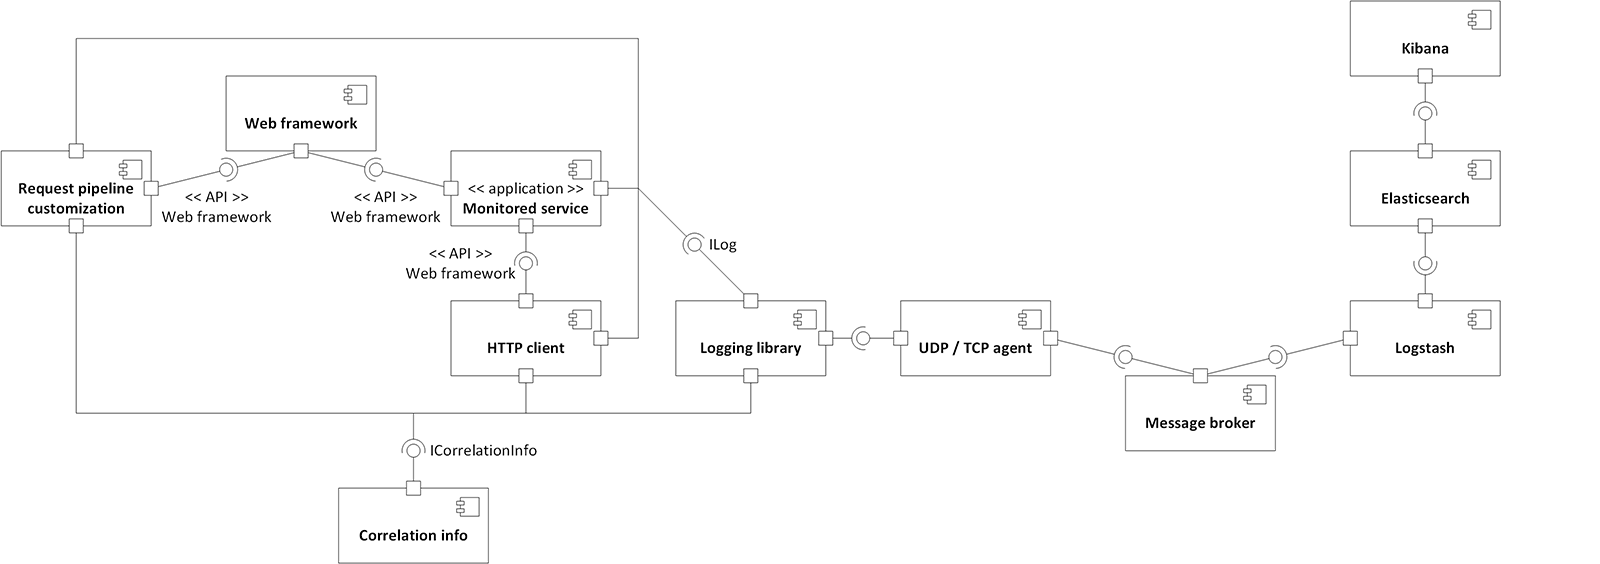 Kibana
Web framework
Request pipeline
customization
<< API >>
Web framework
<< API >>
Web framework
<< application >>
Monitored service
Elasticsearch
ILog
<< API >>
Web framework
HTTP client
Logging library
UDP / TCP agent
Logstash
Message broker
ICorrelationInfo
Correlation info